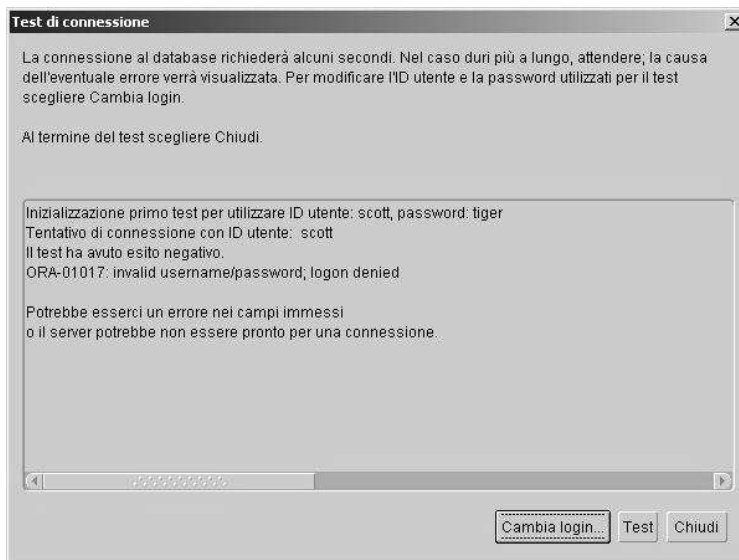 Test di connessione
La connessione al database richiederà alcuni secondi. Nel caso duri più a lungo, attendere; la causa
dell'eventuale errore verrà visualizzata. Per modificare l'ID utente e la password utilizzati per il test
scegliere Cambia login.
Al termine del test scegliere Chiudi.
Inizializzazione primo test per utilizzare ID utente: scott, password: tiger
Tentativo di connessione con ID utente: scott
Il test ha avuto esito negativo.
ORA-01017: invalid username/password; logon denied
Potrebbe esserci un errore nei campi immessi
o il server potrebbe non essere pronto per una connessione.
Cambia login... Test Chiudi